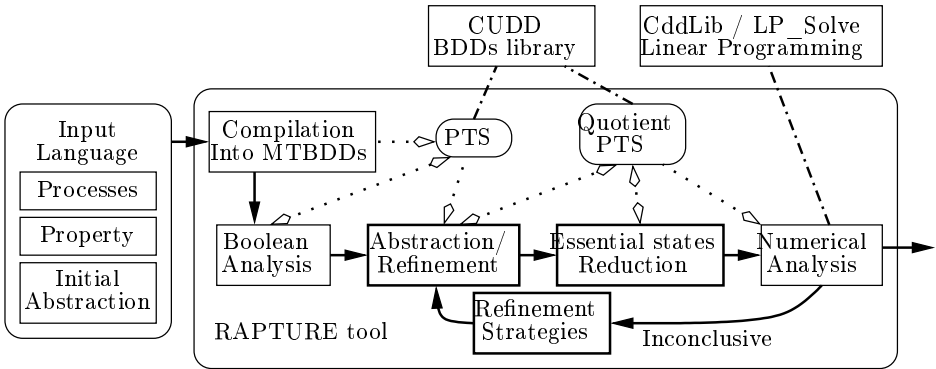 CUDD
BDDs library
CddLib / LP_Solve
Linear Programming
Input
Language
Processes
Property
Initial
Abstraction
Compilation
Into MTBDDs
PTS
Quotient
PTS
Boolean
Analysis
Abstraction/
Refinement
Essential states
Reduction
Numerical
Analysis
Refinement
Strategies
RAPTURE tool
Inconclusive